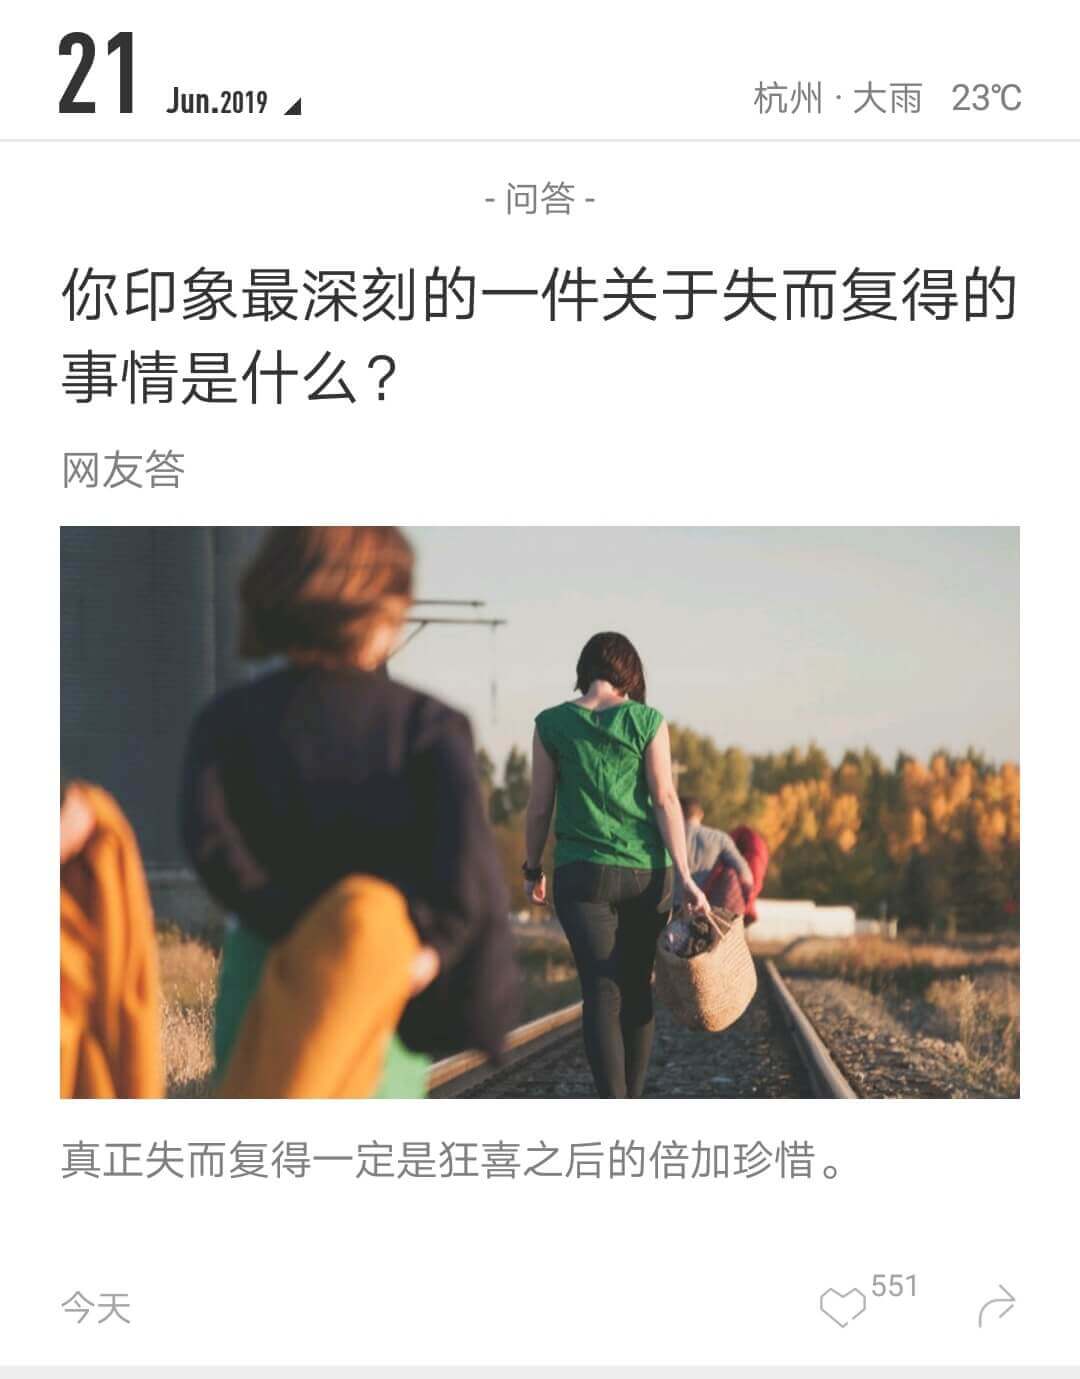 21 Jun.2019
杭州 · 大雨 23℃
- 问答 -
你印象最深刻的一件关于失而复得的
事情是什么？
网友答
真正失而复得一定是狂喜之后的倍加珍惜。
今天
551